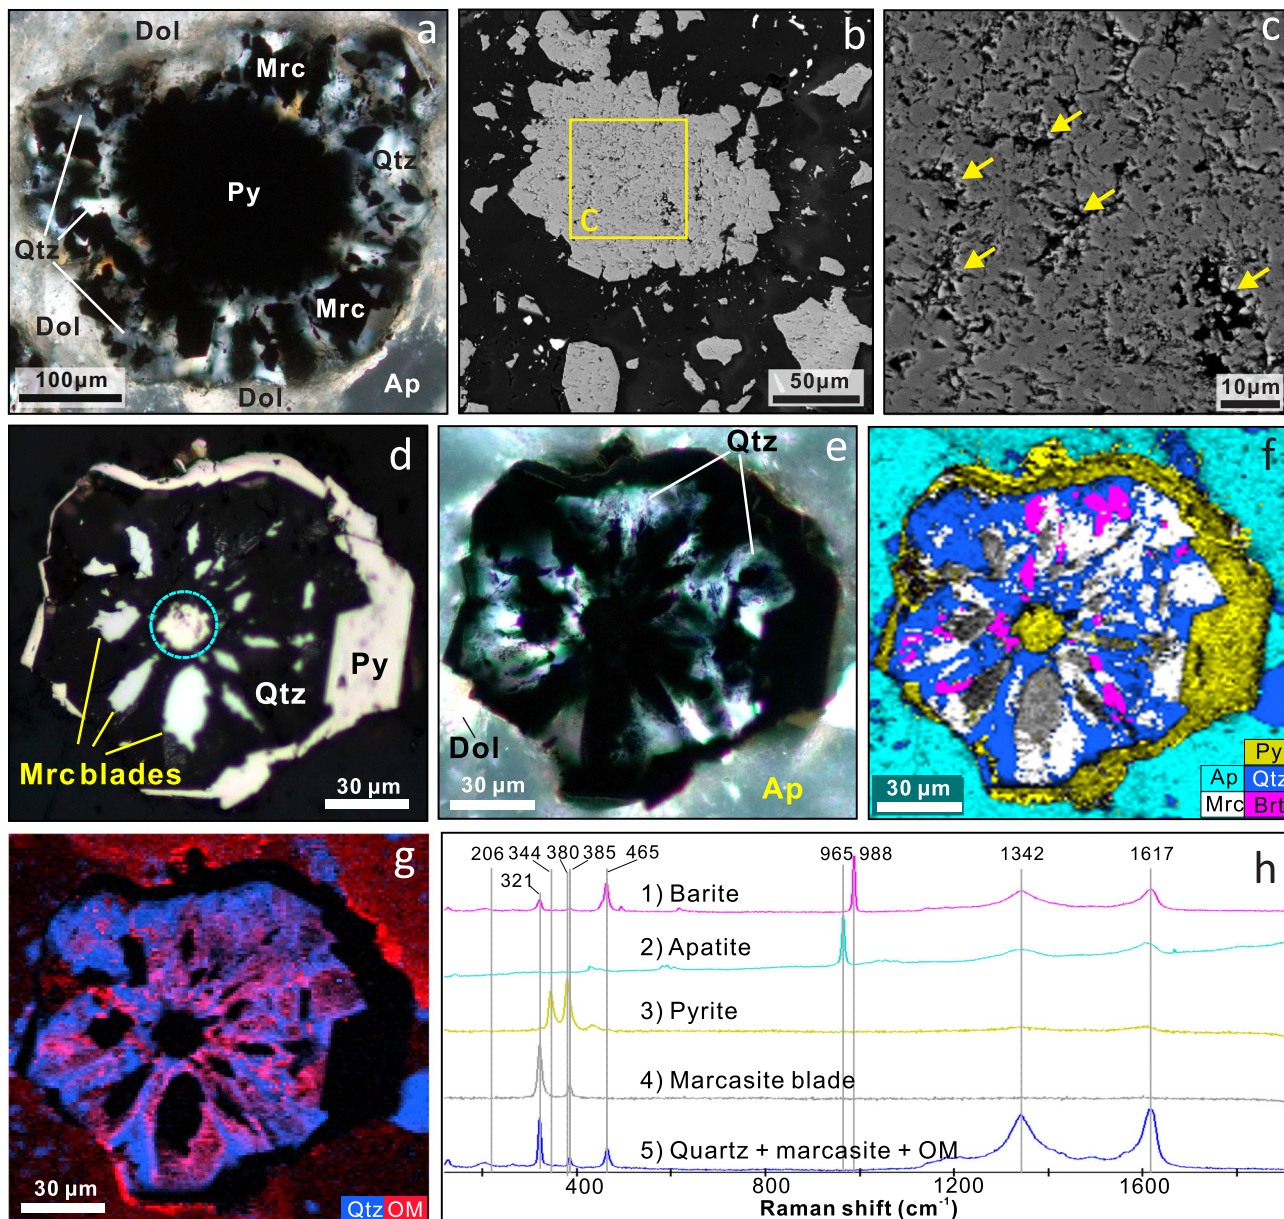 a
Dol
Mrc
Qtz
Py
Qtz
Mrc
Dol
Ap
Dol
100μm
b
C
50μm
c
10μm
d
Py
Qtz
Mrc blades
30 μm
Qtz
e
Dol
Ap
30 μm
f
Py
Ap Qtz
Mrc Brt
30 μm
g
30 μm
Qtz OM
h
206 344 380 385 465 965 988 1342 1617
321
1) Barite
2) Apatite
3) Pyrite
4) Marcasite blade
5) Quartz + marcasite + OM
400 800 1200 1600
Raman shift (cm⁻¹)